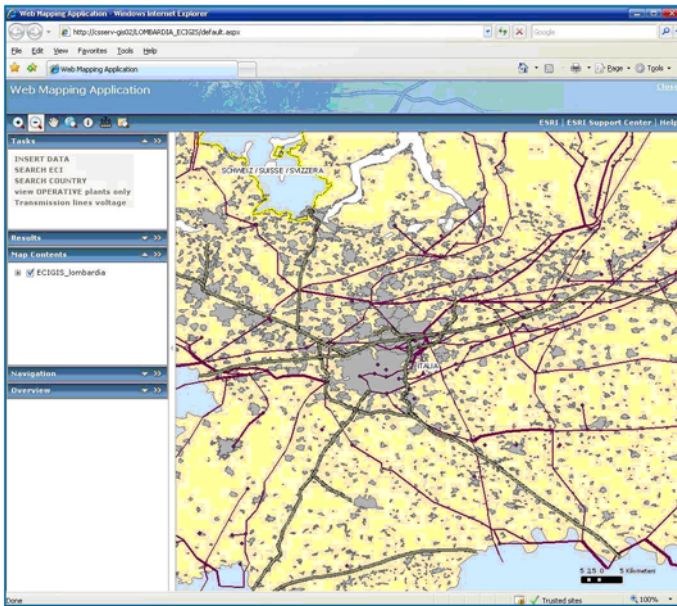 Web Mapping Application - Windows Internet Explorer
http://csserv-gis02/LOMBARDIA_ECIGIS/default.aspx
Google
File Edit View Favorites Tools Help
Web Mapping Application
Page Tools
Web Mapping Application
Close
ESRI | ESRI Support Center | Help
Tasks
INSERT DATA
SEARCH ECI
SEARCH COUNTRY
view OPERATIVE plants only
Transmission lines voltage
Results
Map Contents
ECIGIS_lombardia
Navigation
Overview
SCHWEIZ / SUISSE / SVIZZERA
ITALIA
5 2.5 0 5 Kilometers
Done
Trusted sites
100%